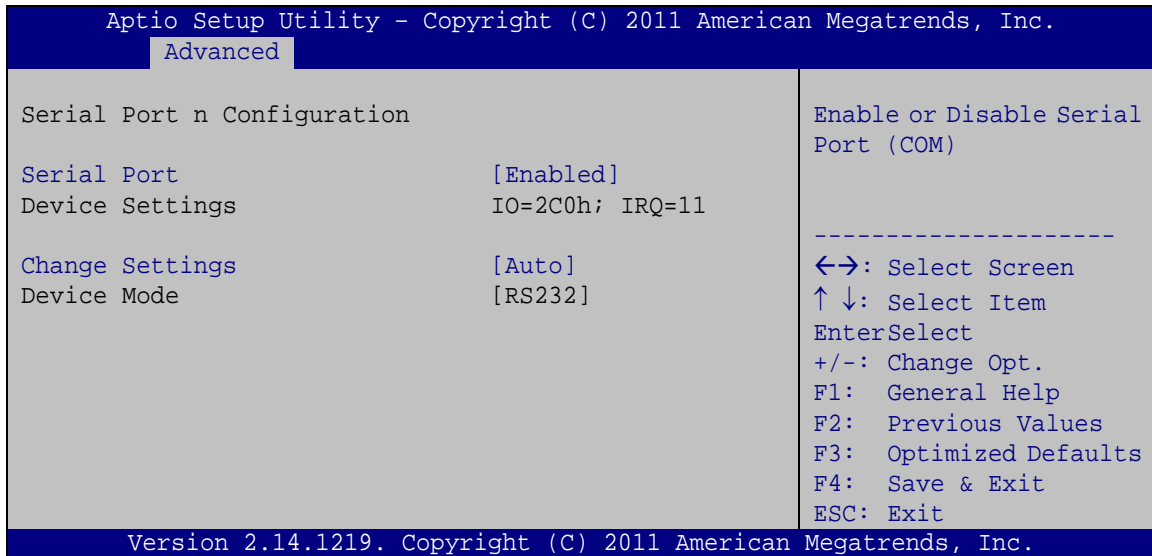 Aptio Setup Utility – Copyright (C) 2011 American Megatrends, Inc.
Advanced
Serial Port n Configuration
Serial Port [Enabled]
Device Settings IO=2C0h; IRQ=11
Change Settings [Auto]
Device Mode [RS232]
Enable or Disable Serial
Port (COM)
---------------------
←→: Select Screen
↑ ↓: Select Item
EnterSelect
+/-: Change Opt.
F1: General Help
F2: Previous Values
F3: Optimized Defaults
F4: Save & Exit
ESC: Exit
Version 2.14.1219. Copyright (C) 2011 American Megatrends, Inc.